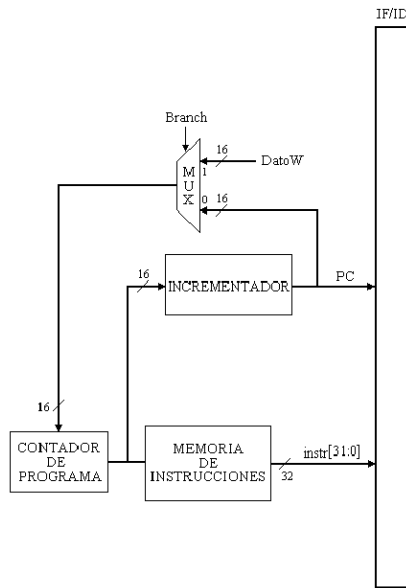 IF/ID
Branch
16
DatoW
M
U
X
1
0
16
16
INCREMENTADOR
PC
16
CONTADOR
DE
PROGRAMA
MEMORIA
DE
INSTRUCCIONES
instr[31:0]
32